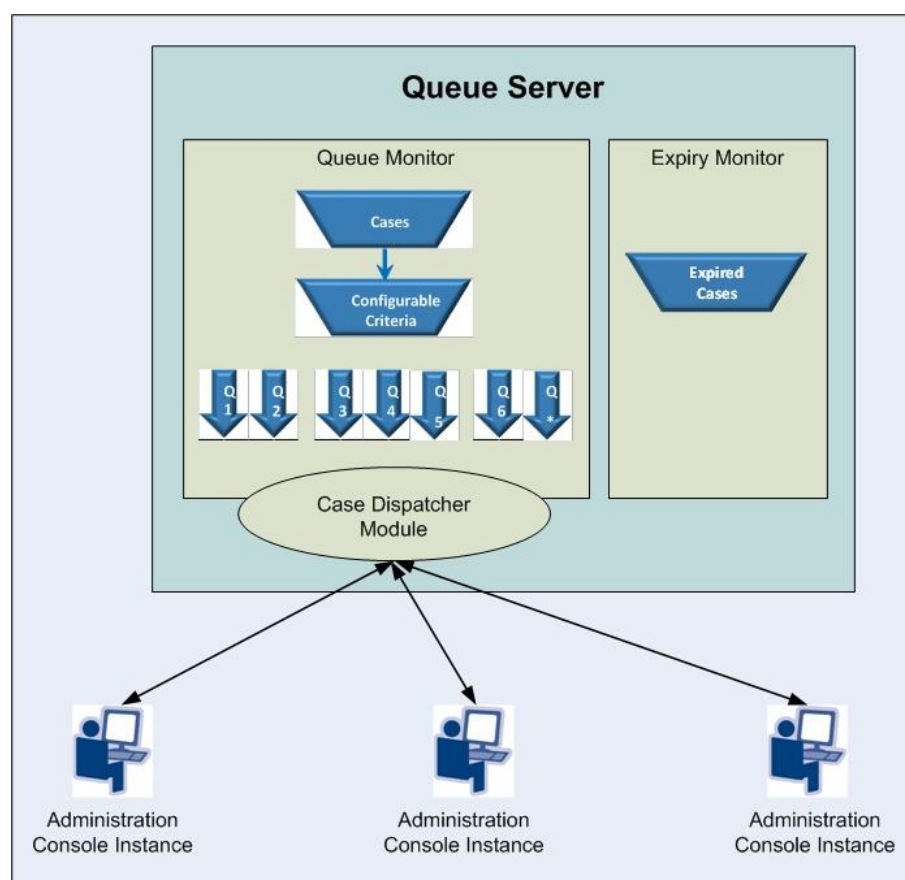 Queue Server
Queue Monitor
Expiry Monitor
Cases
Configurable
Criteria
Expired
Cases
Q
1
Q
2
Q
3
Q
4
Q
5
Q
6
Q
*
Case Dispatcher
Module
Administration
Console Instance
Administration
Console Instance
Administration
Console Instance